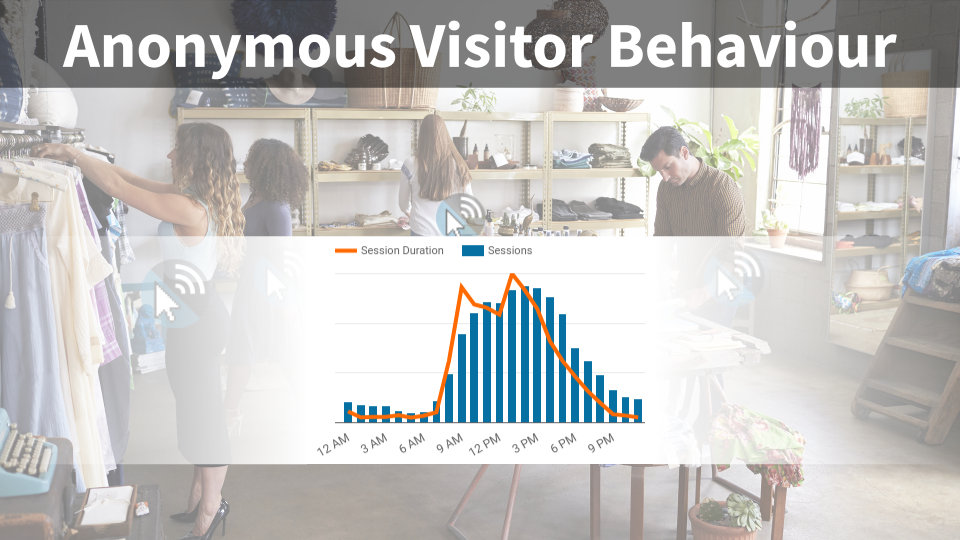 Anonymous Visitor Behaviour
Session Duration Sessions
12 AM 3 AM 6 AM 9 AM 12 PM 3 PM 6 PM 9 PM